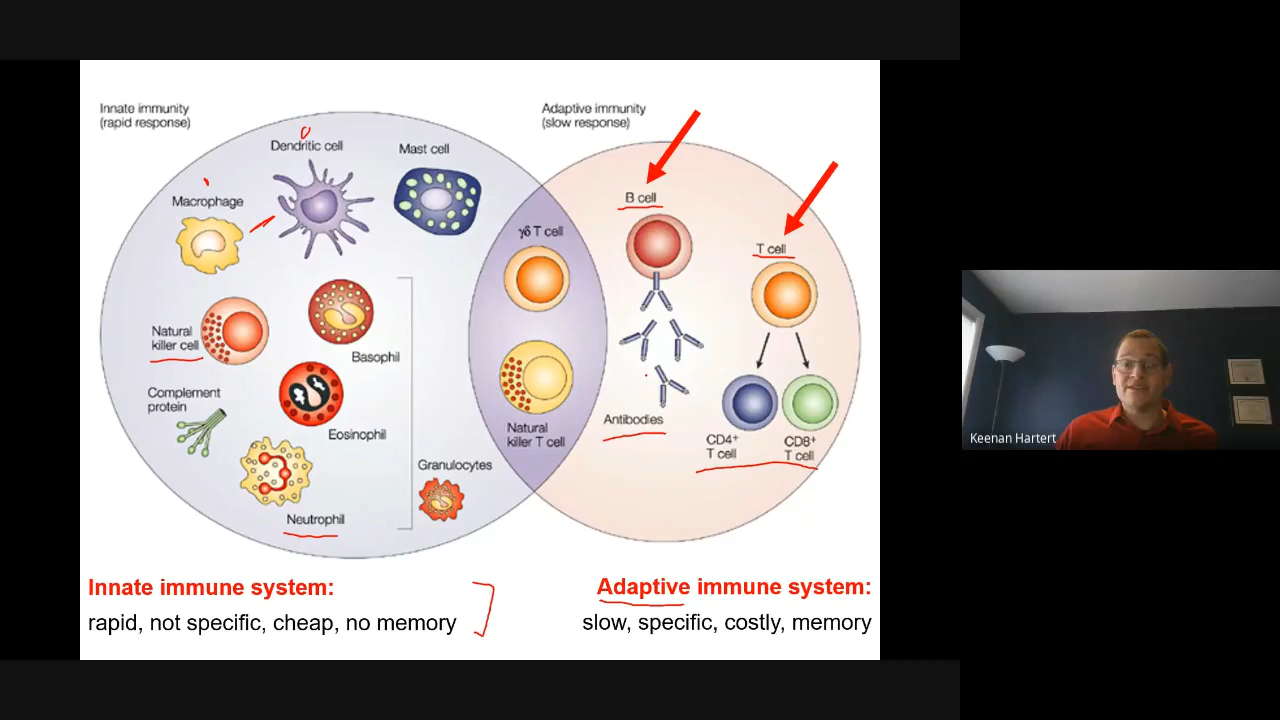 Innate immunity
(rapid response)
Adaptive immunity
(slow response)
Dendritic cell
Mast cell
Macrophage
B cell
γδ T cell
T cell
Natural
killer cell
Basophil
Complement
protein
Eosinophil
Antibodies
Natural
killer T cell
CD4+
T cell
CD8+
T cell
Granulocytes
Neutrophil
Keenan Hartert
Innate immune system:
rapid, not specific, cheap, no memory
Adaptive immune system:
slow, specific, costly, memory